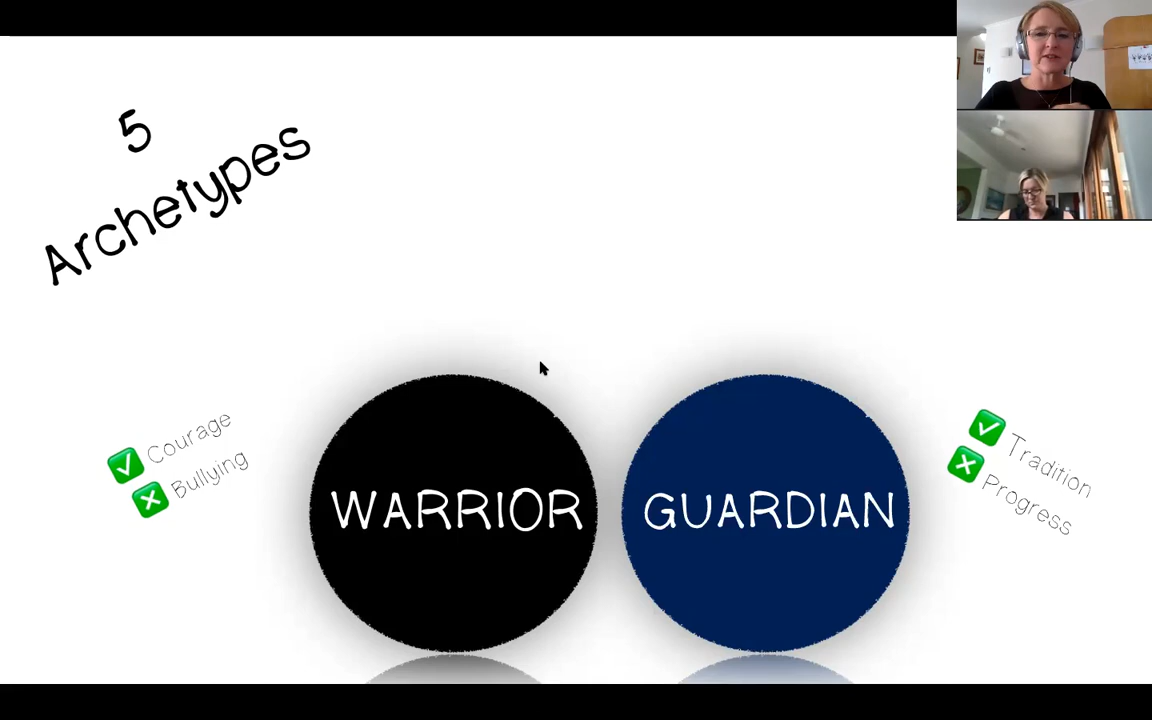 5
Archetypes
Courage
Bullying
WARRIOR
GUARDIAN
Tradition
Progress